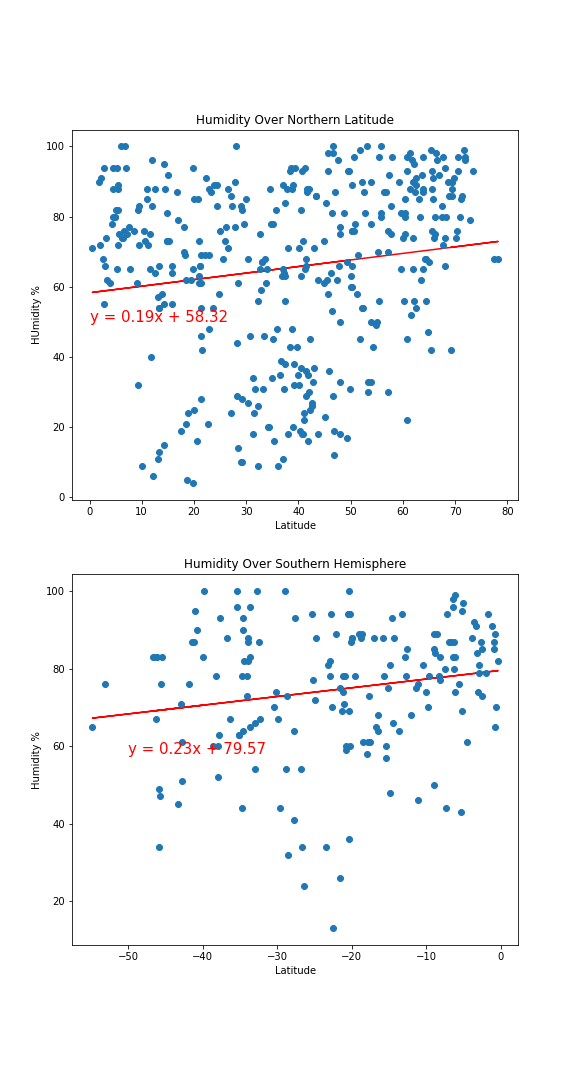 Humidity Over Northern Latitude
HUmidity %
100
80
60
40
20
0
y = 0.19x + 58.32
0 10 20 30 40 50 60 70 80
Latitude
Humidity Over Southern Hemisphere
Humidity %
100
80
60
40
20
y = 0.23x + 79.57
−50 −40 −30 −20 −10 0
Latitude